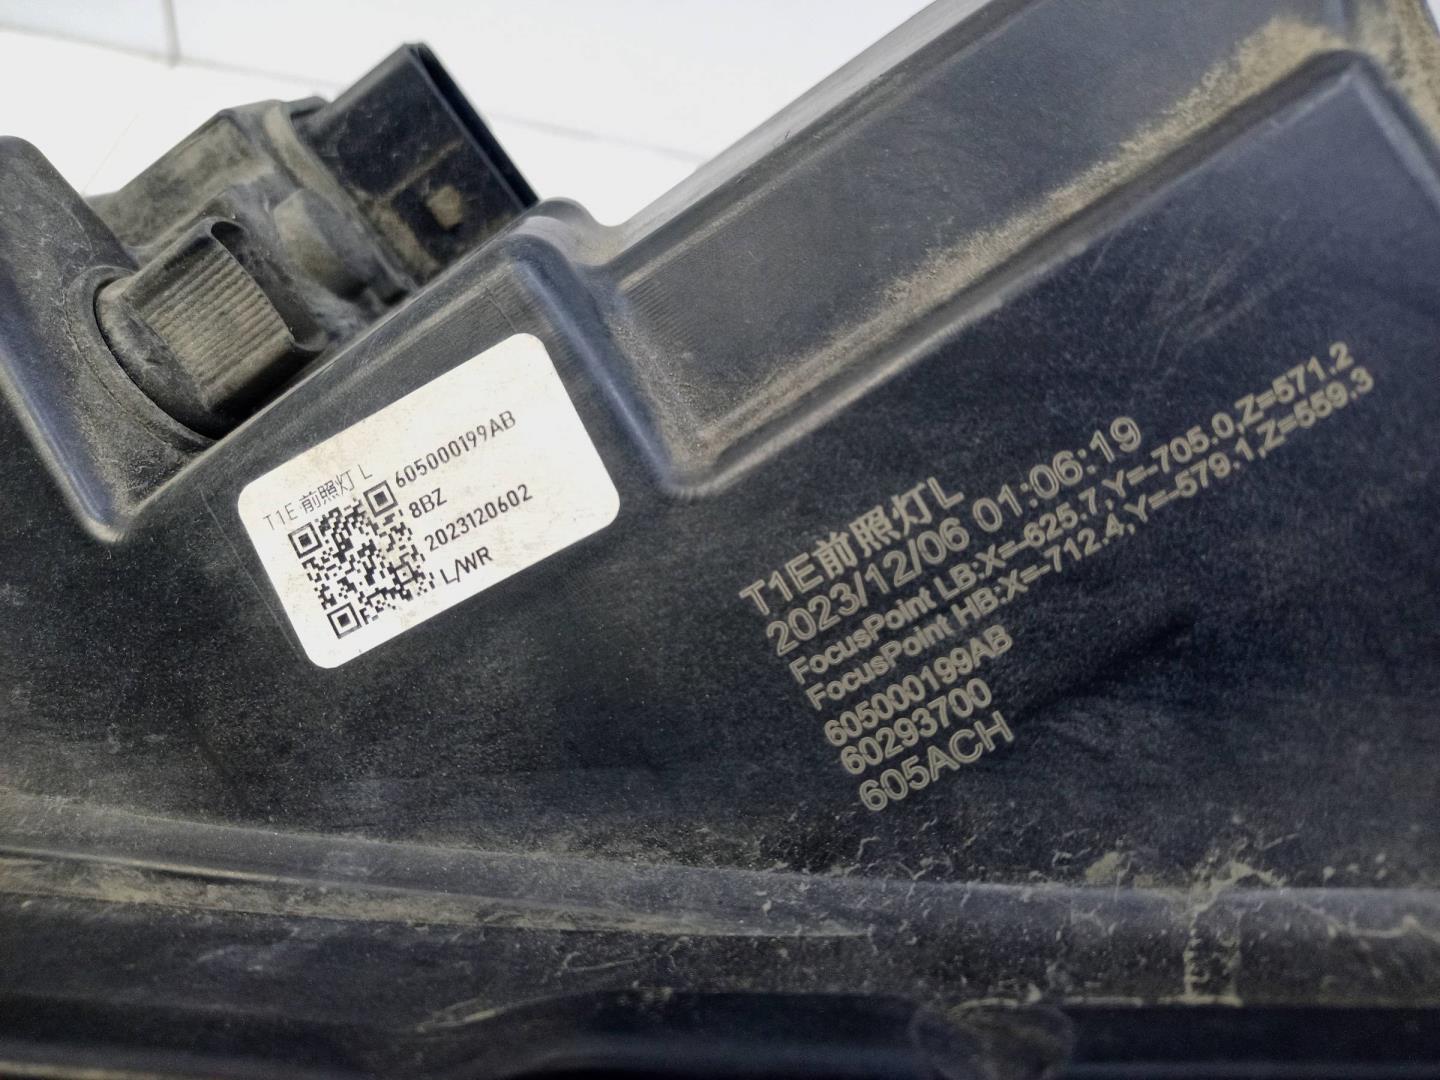 T1E 前照灯 L
605000199AB
8BZ
2023120602
L/WR
T1E前照灯L
2023/12/06 01:06:19
FocusPoint LB:X=-625.7,Y=-705.0,Z=571.2
FocusPoint HB:X=-712.4,Y=-579.1,Z=559.3
605000199AB
60293700
605ACH